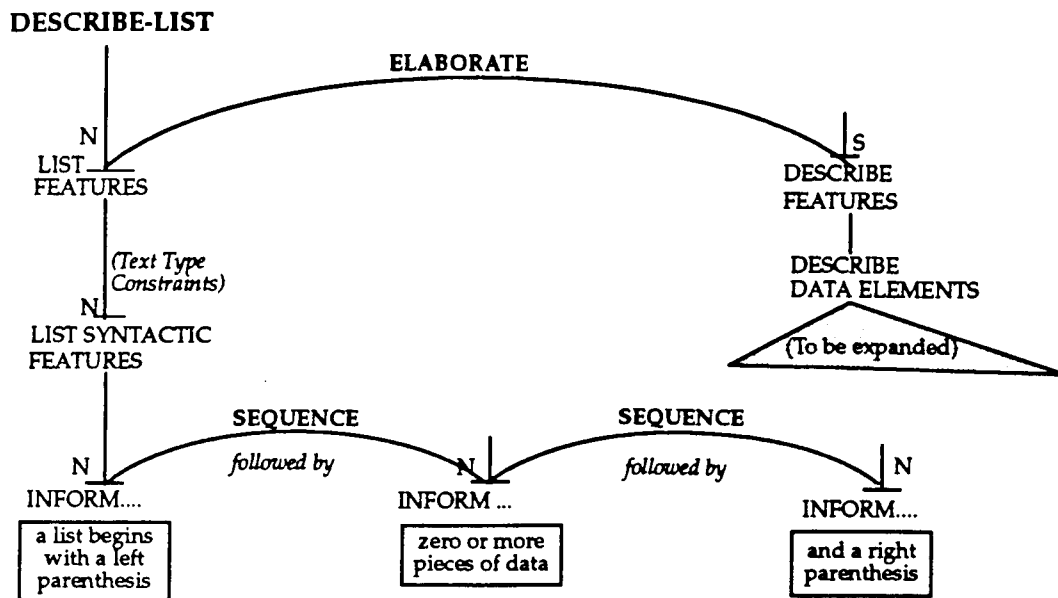 DESCRIBE-LIST
ELABORATE
N
LIST
FEATURES
S
DESCRIBE
FEATURES
(Text Type
Constraints)
DESCRIBE
DATA ELEMENTS
N
LIST SYNTACTIC
FEATURES
(To be expanded)
SEQUENCE
SEQUENCE
N
followed by
N
followed by
N
INFORM....
INFORM ...
INFORM....
a list begins
with a left
parenthesis
zero or more
pieces of data
and a right
parenthesis